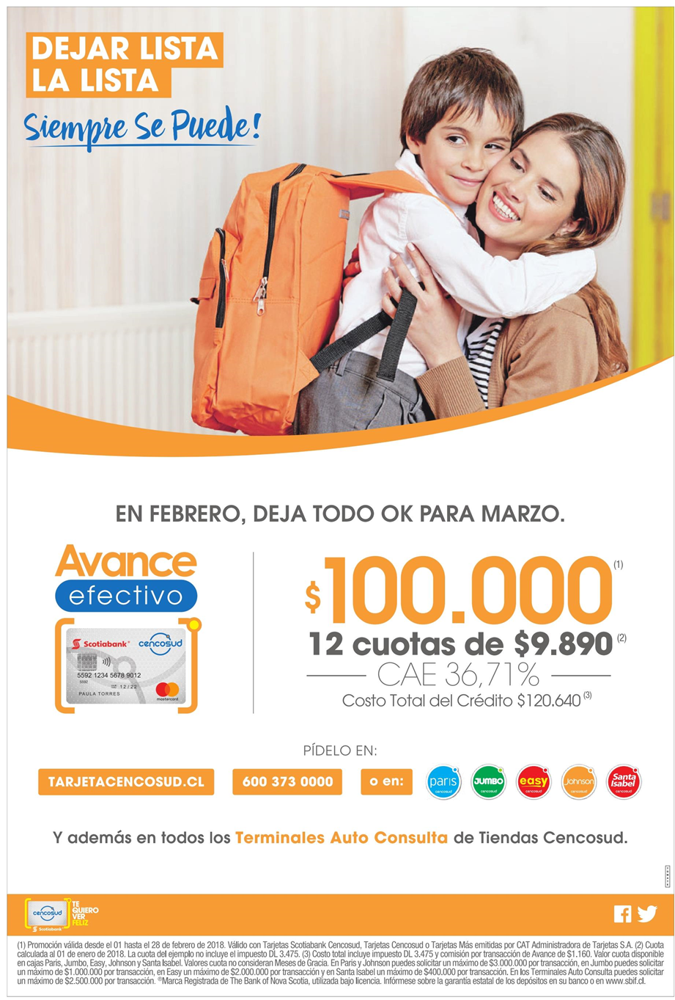 DEJAR LISTA
LA LISTA
Siempre Se Puede!
EN FEBRERO, DEJA TODO OK PARA MARZO.
Avance
efectivo
Scotiabank® cencosud
5592 1234 5678 9012
5592
12/22
PAULA TORRES
mastercard
$100.000 (1)
12 cuotas de $9.890 (2)
CAE 36,71%
Costo Total del Crédito $120.640 (3)
PÍDELO EN:
TARJETACENCOSUD.CL
600 373 0000
o en:
paris cencosud
JUMBO cencosud
easy cencosud
Johnson cencosud
Santa Isabel cencosud
Y además en todos los Terminales Auto Consulta de Tiendas Cencosud.
cencosud
Scotiabank
TE
QUIERO
VER
FELIZ
(1) Promoción válida desde el 01 hasta el 28 de febrero de 2018. Válido con Tarjetas Scotiabank Cencosud, Tarjetas Cencosud o Tarjetas Más emitidas por CAT Administradora de Tarjetas S.A. (2) Cuota
calculada al 01 de enero de 2018. La cuota del ejemplo no incluye el impuesto DL 3.475. (3) Costo total incluye impuesto DL 3.475 y comisión por transacción de Avance de $1.160. Valor cuota disponible
en cajas Paris, Jumbo, Easy, Johnson y Santa Isabel. Valores cuota no consideran Meses de Gracia. En Paris y Johnson puedes solicitar un máximo de $3.000.000 por transacción, en Jumbo puedes solicitar
un máximo de $1.000.000 por transacción, en Easy un máximo de $2.000.000 por transacción y en Santa Isabel un máximo de $400.000 por transacción. En los Terminales Auto Consulta puedes solicitar
un máximo de $2.500.000 por transacción. ®Marca Registrada de The Bank of Nova Scotia, utilizada bajo licencia. Infórmese sobre la garantía estatal de los depósitos en su banco o en www.sbif.cl.